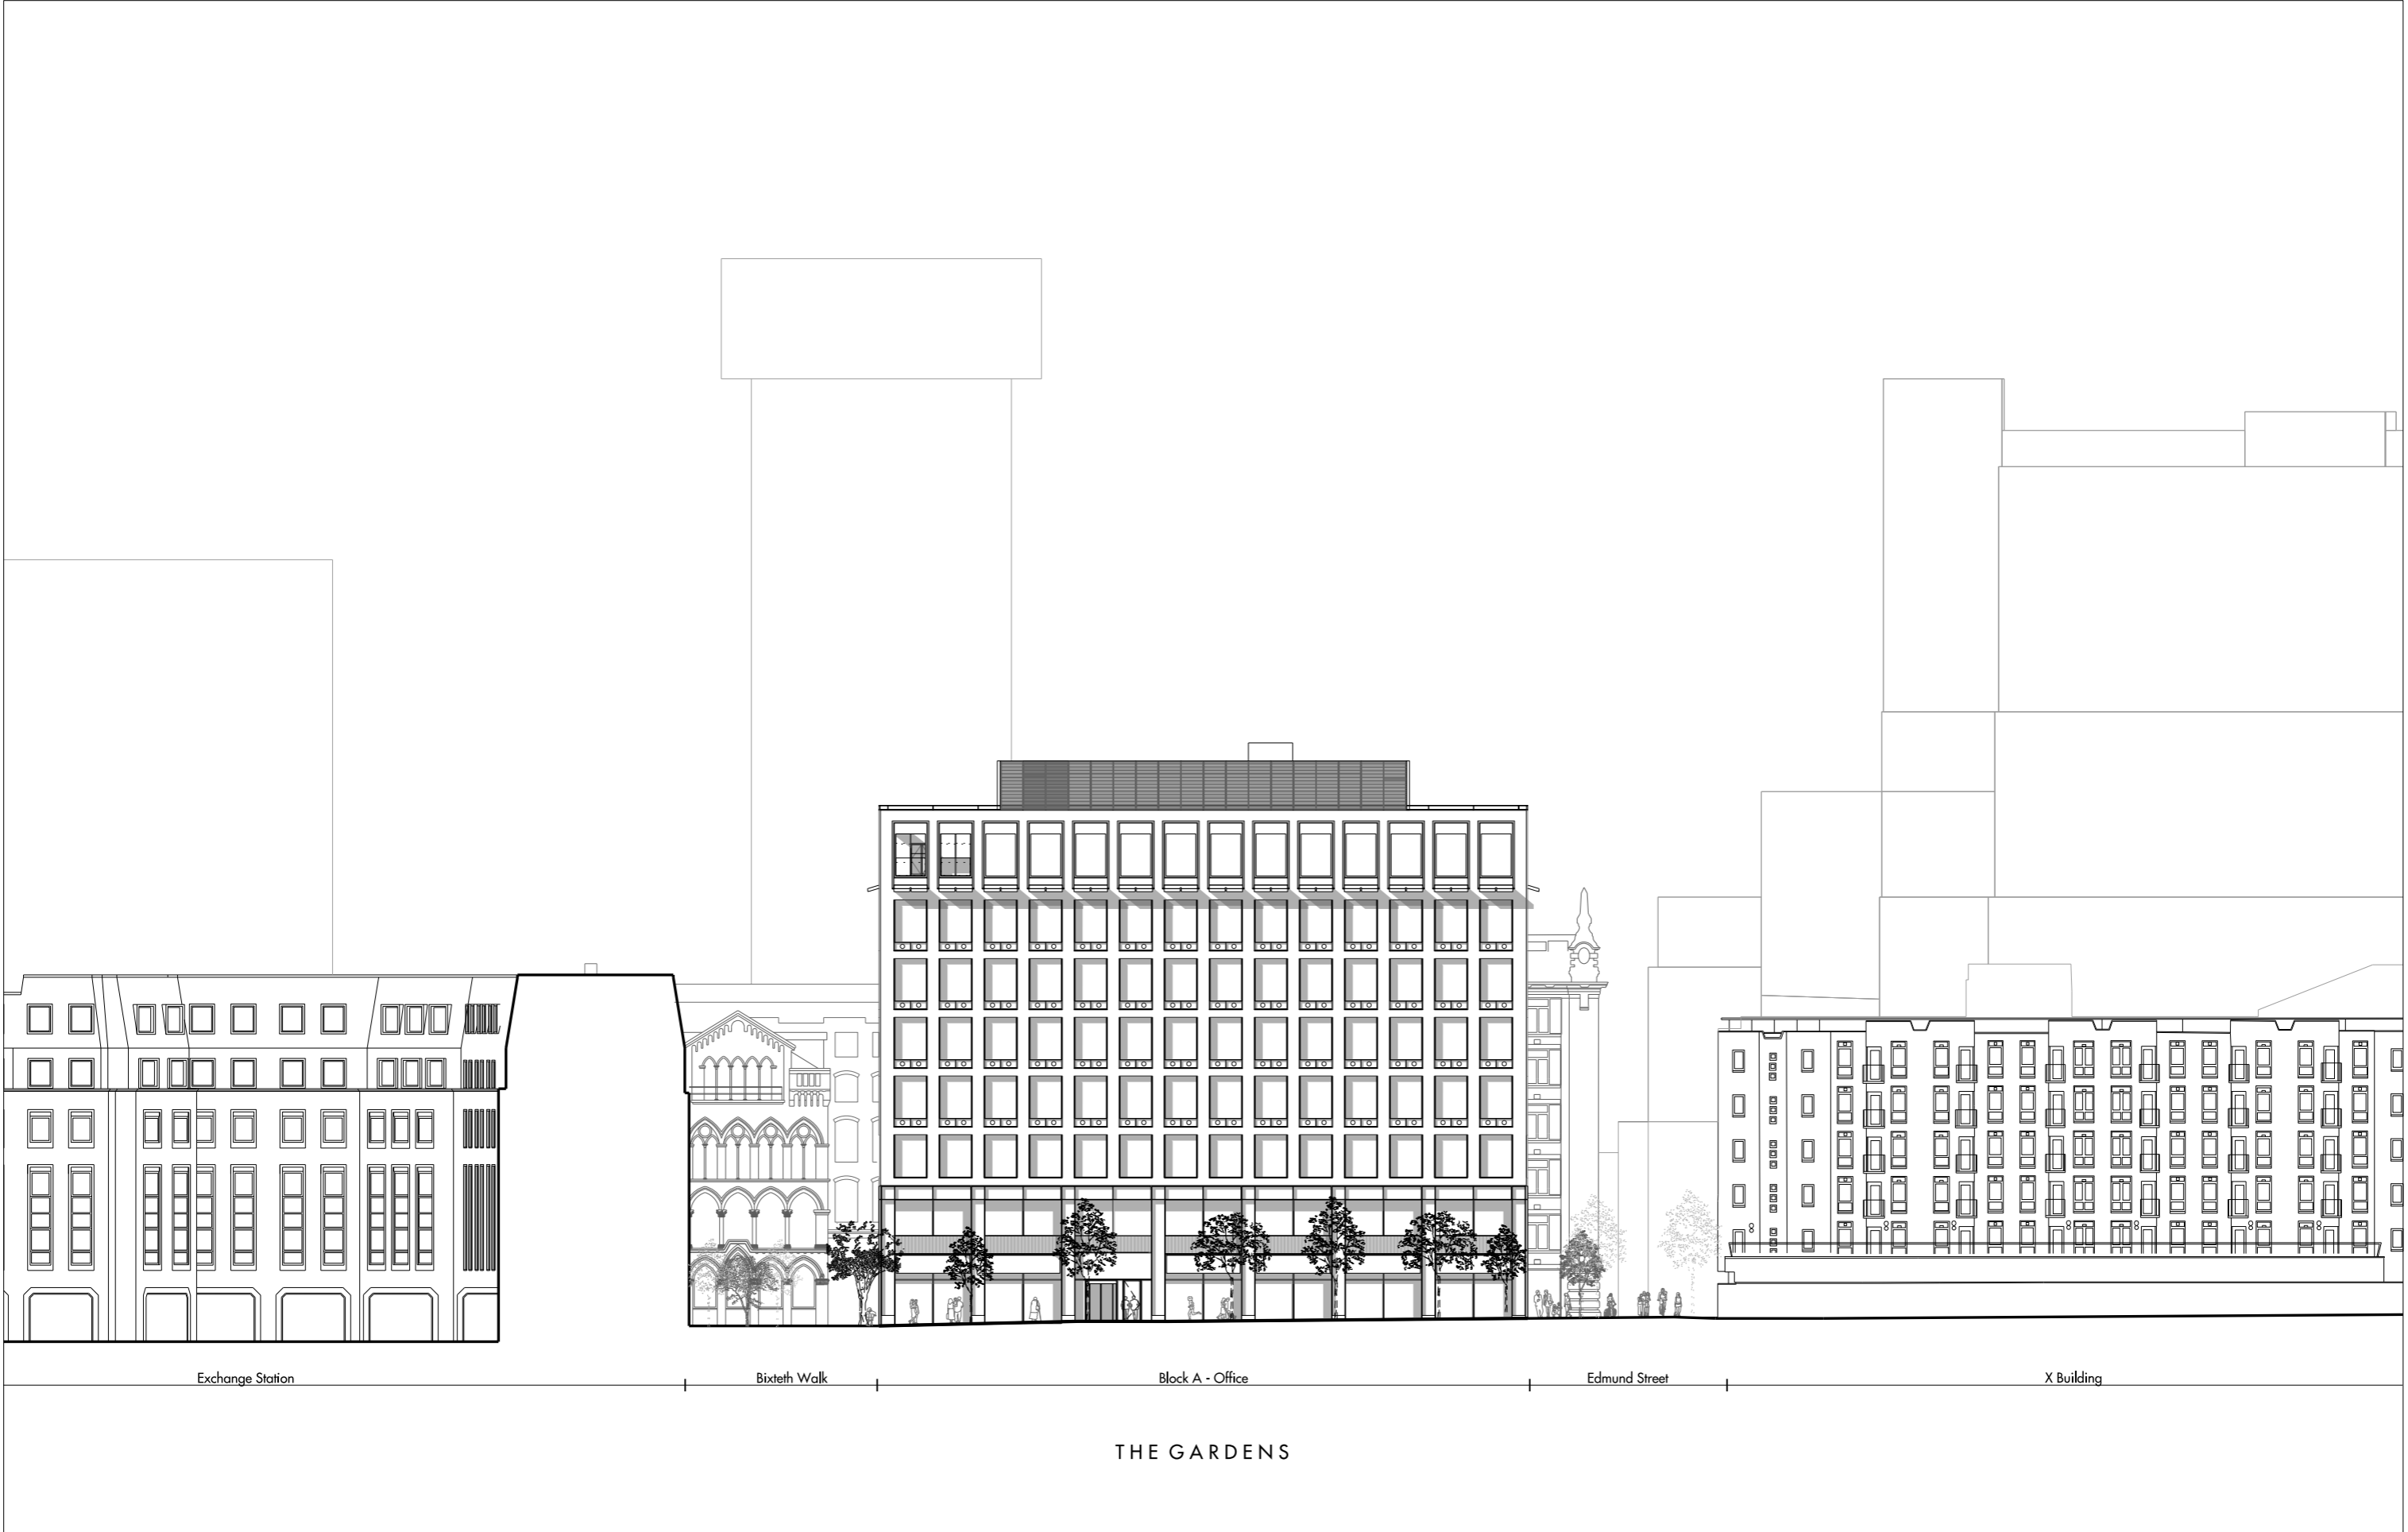 Exchange Station
Bixteth Walk
Block A - Office
Edmund Street
X Building
THE GARDENS